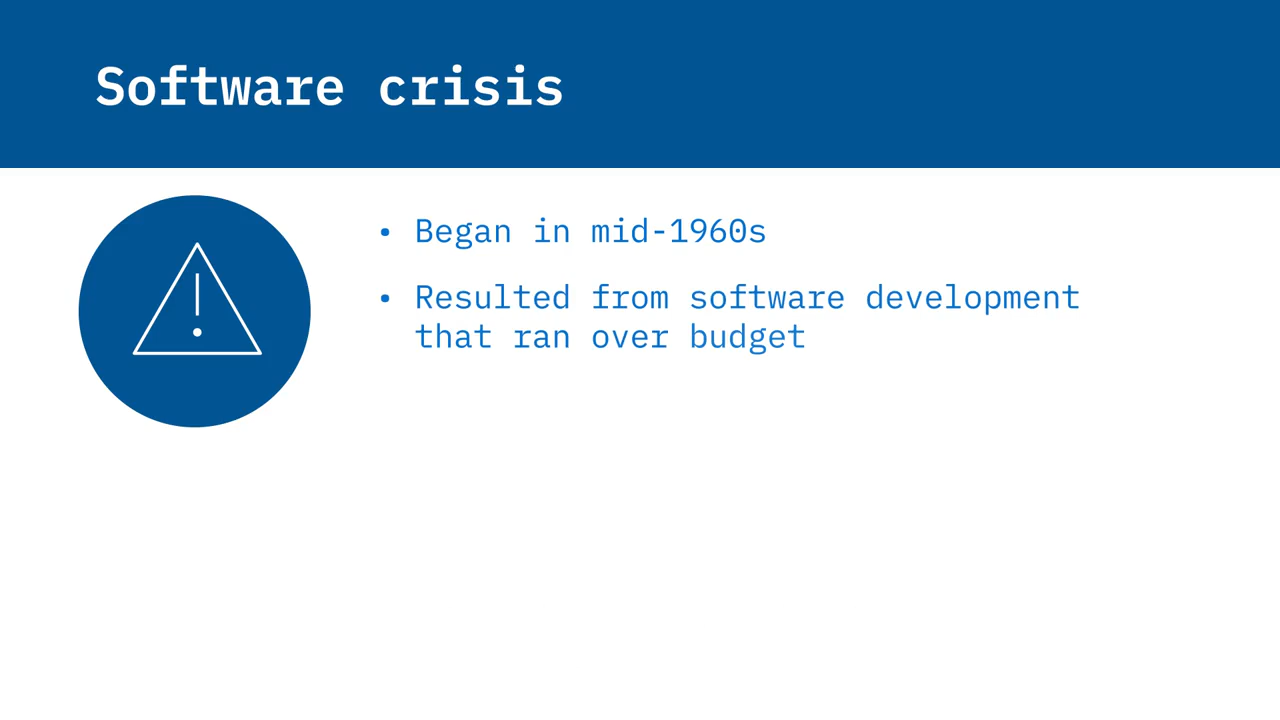 Software crisis
• Began in mid-1960s
• Resulted from software development
that ran over budget